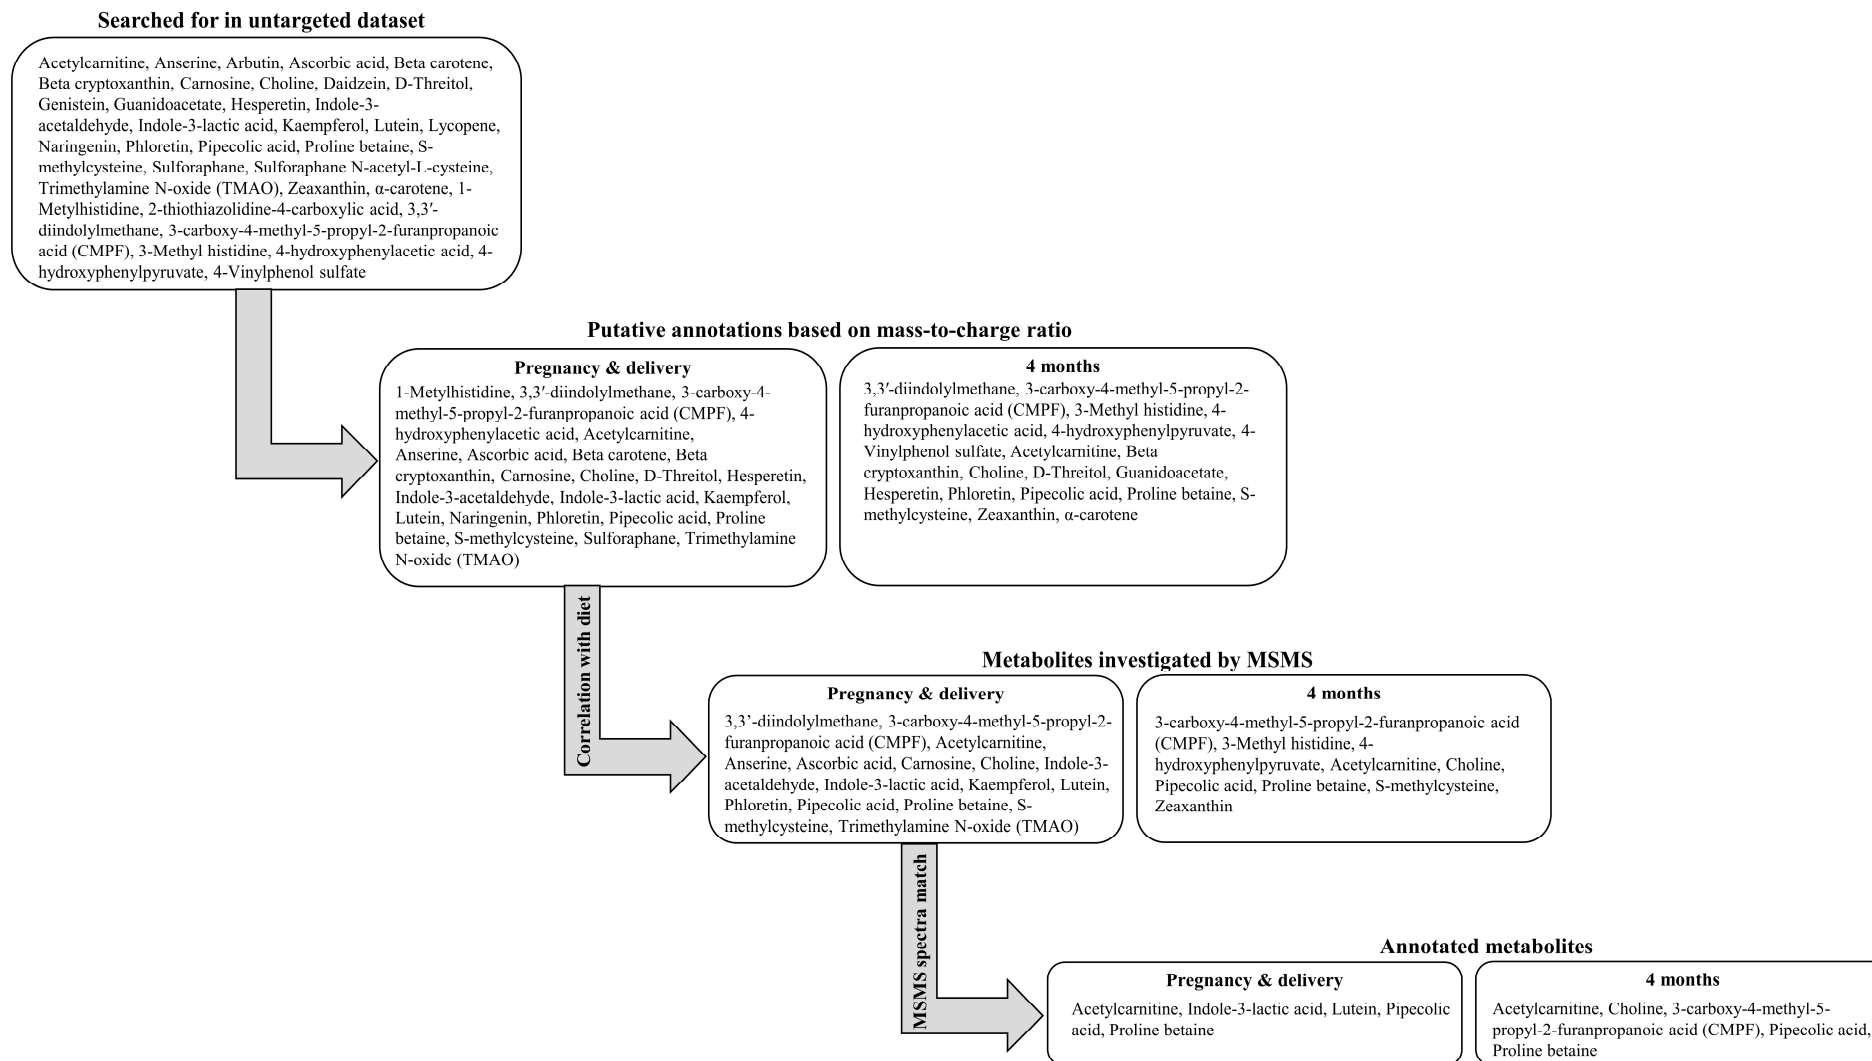 Searched for in untargeted dataset
Acetylcarnitine, Anserine, Arbutin, Ascorbic acid, Beta carotene,
Beta cryptoxanthin, Carnosine, Choline, Daidzein, D-Threitol,
Genistein, Guanidoacetate, Hesperetin, Indole-3-
acetaldehyde, Indole-3-lactic acid, Kaempferol, Lutein, Lycopene,
Naringenin, Phloretin, Pipecolic acid, Proline betaine, S-
methylcysteine, Sulforaphane, Sulforaphane N-acetyl-L-cysteine,
Trimethylamine N-oxide (TMAO), Zeaxanthin, α-carotene, 1-
Metylhistidine, 2-thiothiazolidine-4-carboxylic acid, 3,3′-
diindolylmethane, 3-carboxy-4-methyl-5-propyl-2-furanpropanoic
acid (CMPF), 3-Methyl histidine, 4-hydroxyphenylacetic acid, 4-
hydroxyphenylpyruvate, 4-Vinylphenol sulfate
Putative annotations based on mass-to-charge ratio
Pregnancy & delivery
1-Metylhistidine, 3,3′-diindolylmethane, 3-carboxy-4-
methyl-5-propyl-2-furanpropanoic acid (CMPF), 4-
hydroxyphenylacetic acid, Acetylcarnitine,
Anserine, Ascorbic acid, Beta carotene, Beta
cryptoxanthin, Carnosine, Choline, D-Threitol, Hesperetin,
Indole-3-acetaldehyde, Indole-3-lactic acid, Kaempferol,
Lutein, Naringenin, Phloretin, Pipecolic acid, Proline
betaine, S-methylcysteine, Sulforaphane, Trimethylamine
N-oxide (TMAO)
4 months
3,3′-diindolylmethane, 3-carboxy-4-methyl-5-propyl-2-
furanpropanoic acid (CMPF), 3-Methyl histidine, 4-
hydroxyphenylacetic acid, 4-hydroxyphenylpyruvate, 4-
Vinylphenol sulfate, Acetylcarnitine, Beta
cryptoxanthin, Choline, D-Threitol, Guanidoacetate,
Hesperetin, Phloretin, Pipecolic acid, Proline betaine, S-
methylcysteine, Zeaxanthin, α-carotene
Correlation with diet
Metabolites investigated by MSMS
Pregnancy & delivery
3,3’-diindolylmethane, 3-carboxy-4-methyl-5-propyl-2-
furanpropanoic acid (CMPF), Acetylcarnitine,
Anserine, Ascorbic acid, Carnosine, Choline, Indole-3-
acetaldehyde, Indole-3-lactic acid, Kaempferol, Lutein,
Phloretin, Pipecolic acid, Proline betaine, S-
methylcysteine, Trimethylamine N-oxide (TMAO)
4 months
3-carboxy-4-methyl-5-propyl-2-furanpropanoic acid
(CMPF), 3-Methyl histidine, 4-
hydroxyphenylpyruvate, Acetylcarnitine, Choline,
Pipecolic acid, Proline betaine, S-methylcysteine,
Zeaxanthin
MSMS spectra match
Annotated metabolites
Pregnancy & delivery
Acetylcarnitine, Indole-3-lactic acid, Lutein, Pipecolic
acid, Proline betaine
4 months
Acetylcarnitine, Choline, 3-carboxy-4-methyl-5-
propyl-2-furanpropanoic acid (CMPF), Pipecolic acid,
Proline betaine